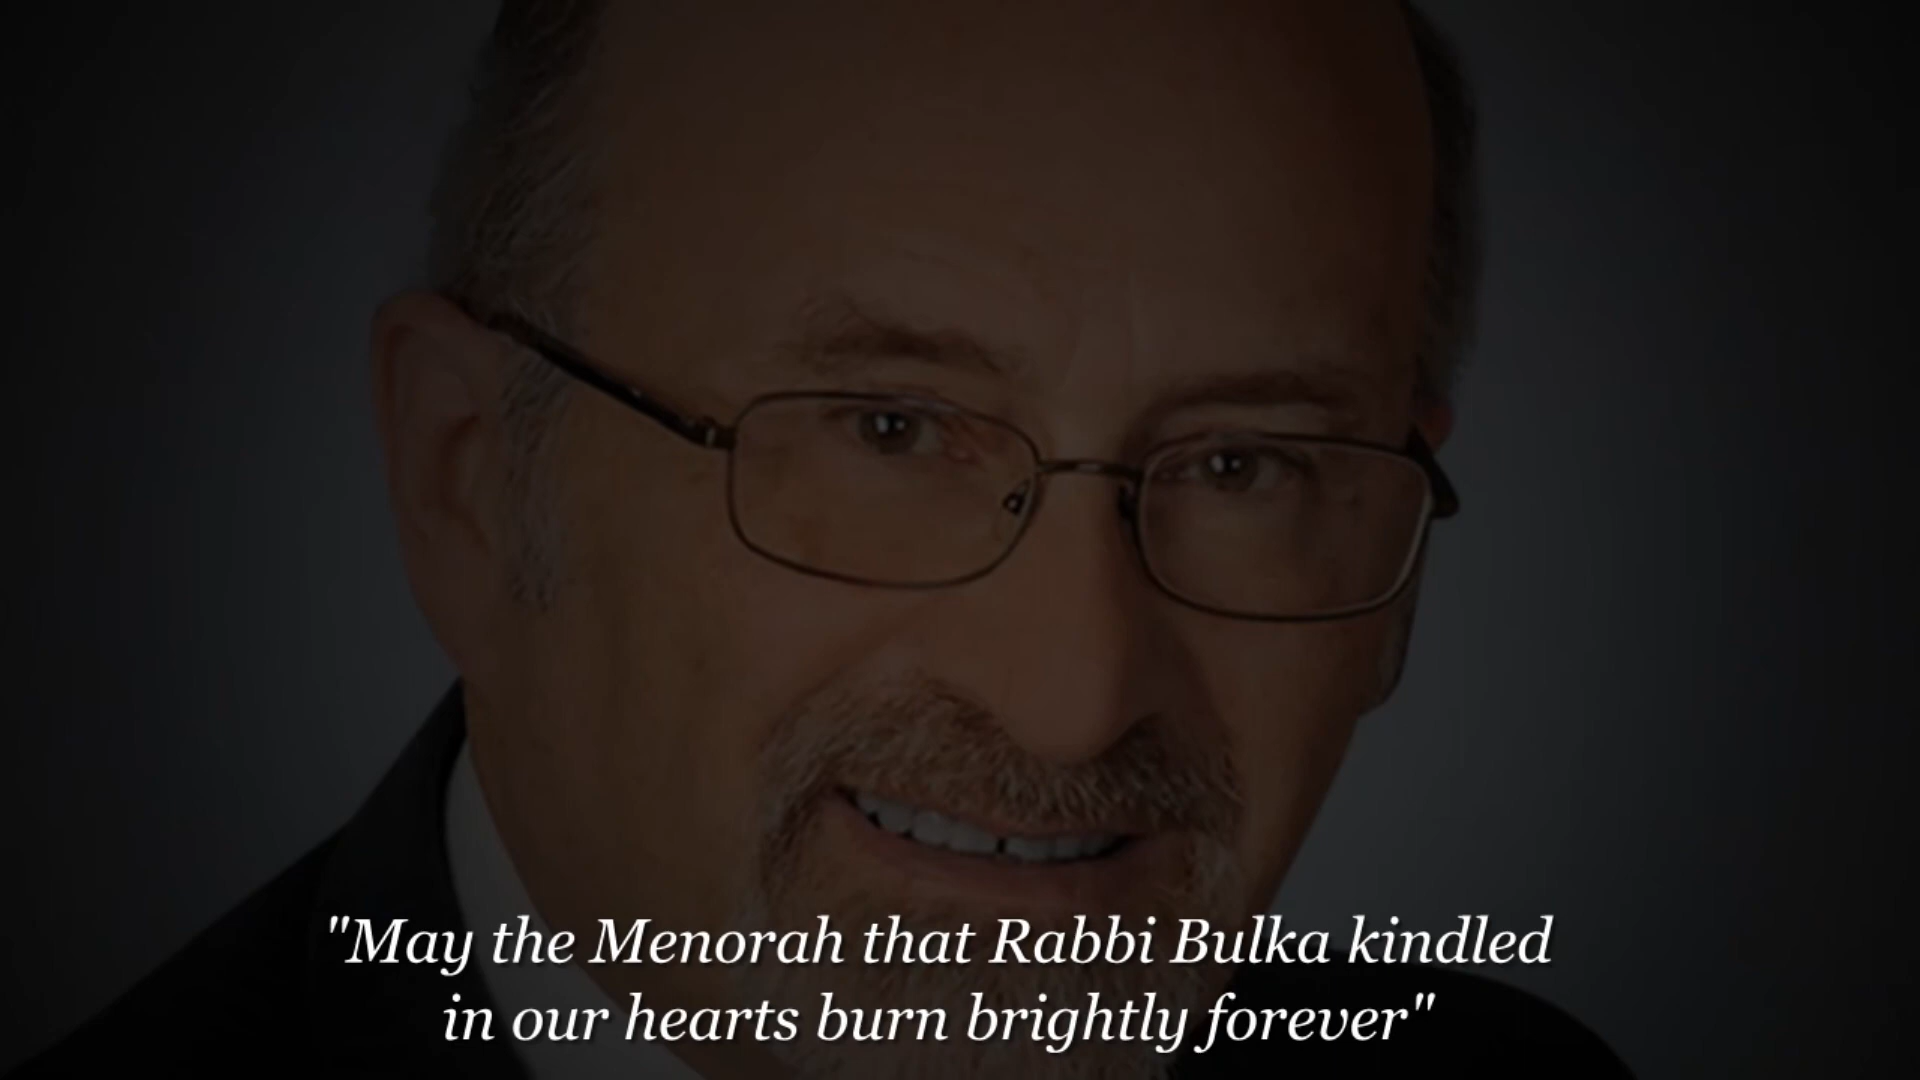 "May the Menorah that Rabbi Bulka kindled
in our hearts burn brightly forever"